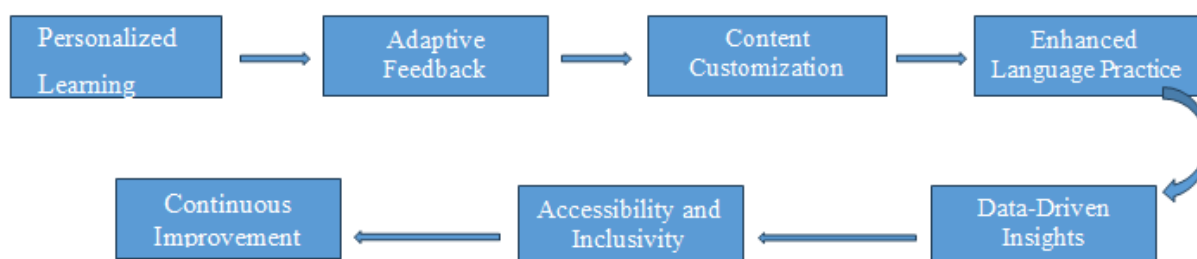 Personalized
Learning
Adaptive
Feedback
Content
Customization
Enhanced
Language Practice
Data-Driven
Insights
Accessibility and
Inclusivity
Continuous
Improvement